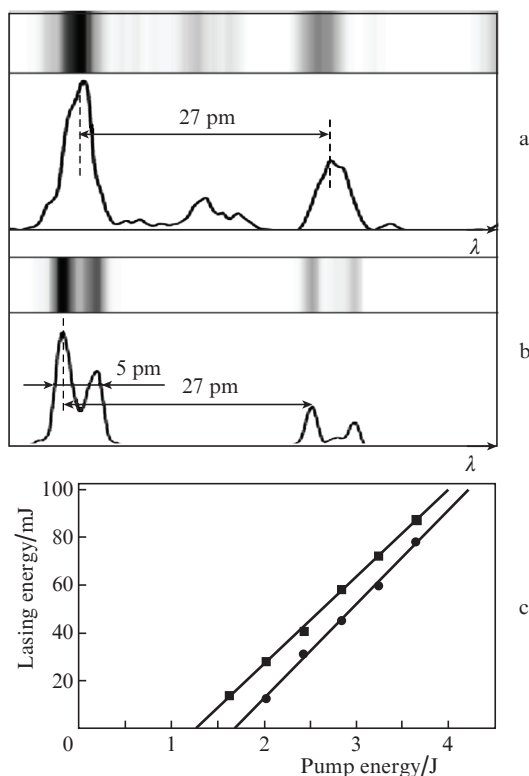 27 pm
a
λ
b
5 pm
27 pm
λ
100
80
60
40
20
0
1
2
3
4
Lasing energy/mJ
Pump energy/J
c